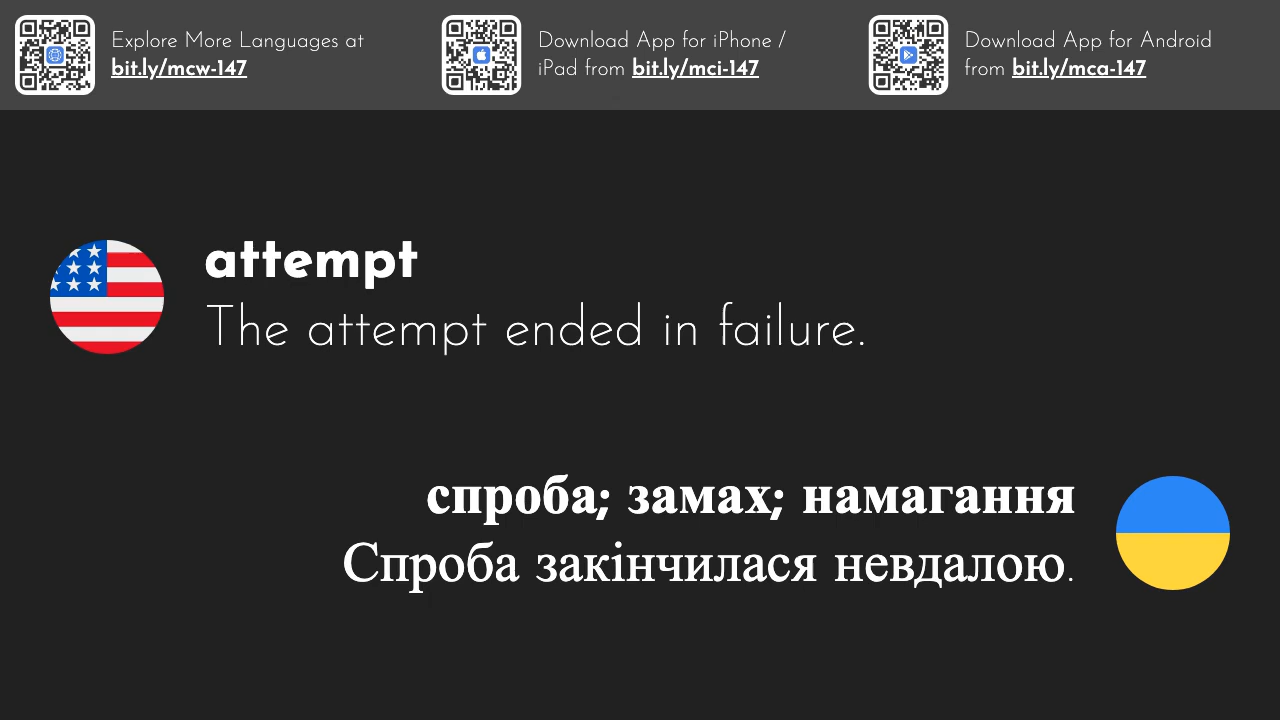 Explore More Languages at
bit.ly/mcw-147
Download App for iPhone /
iPad from bit.ly/mci-147
Download App for Android
from bit.ly/mca-147
attempt
The attempt ended in failure.
спроба; замах; намагання
Спроба закінчилася невдалою.